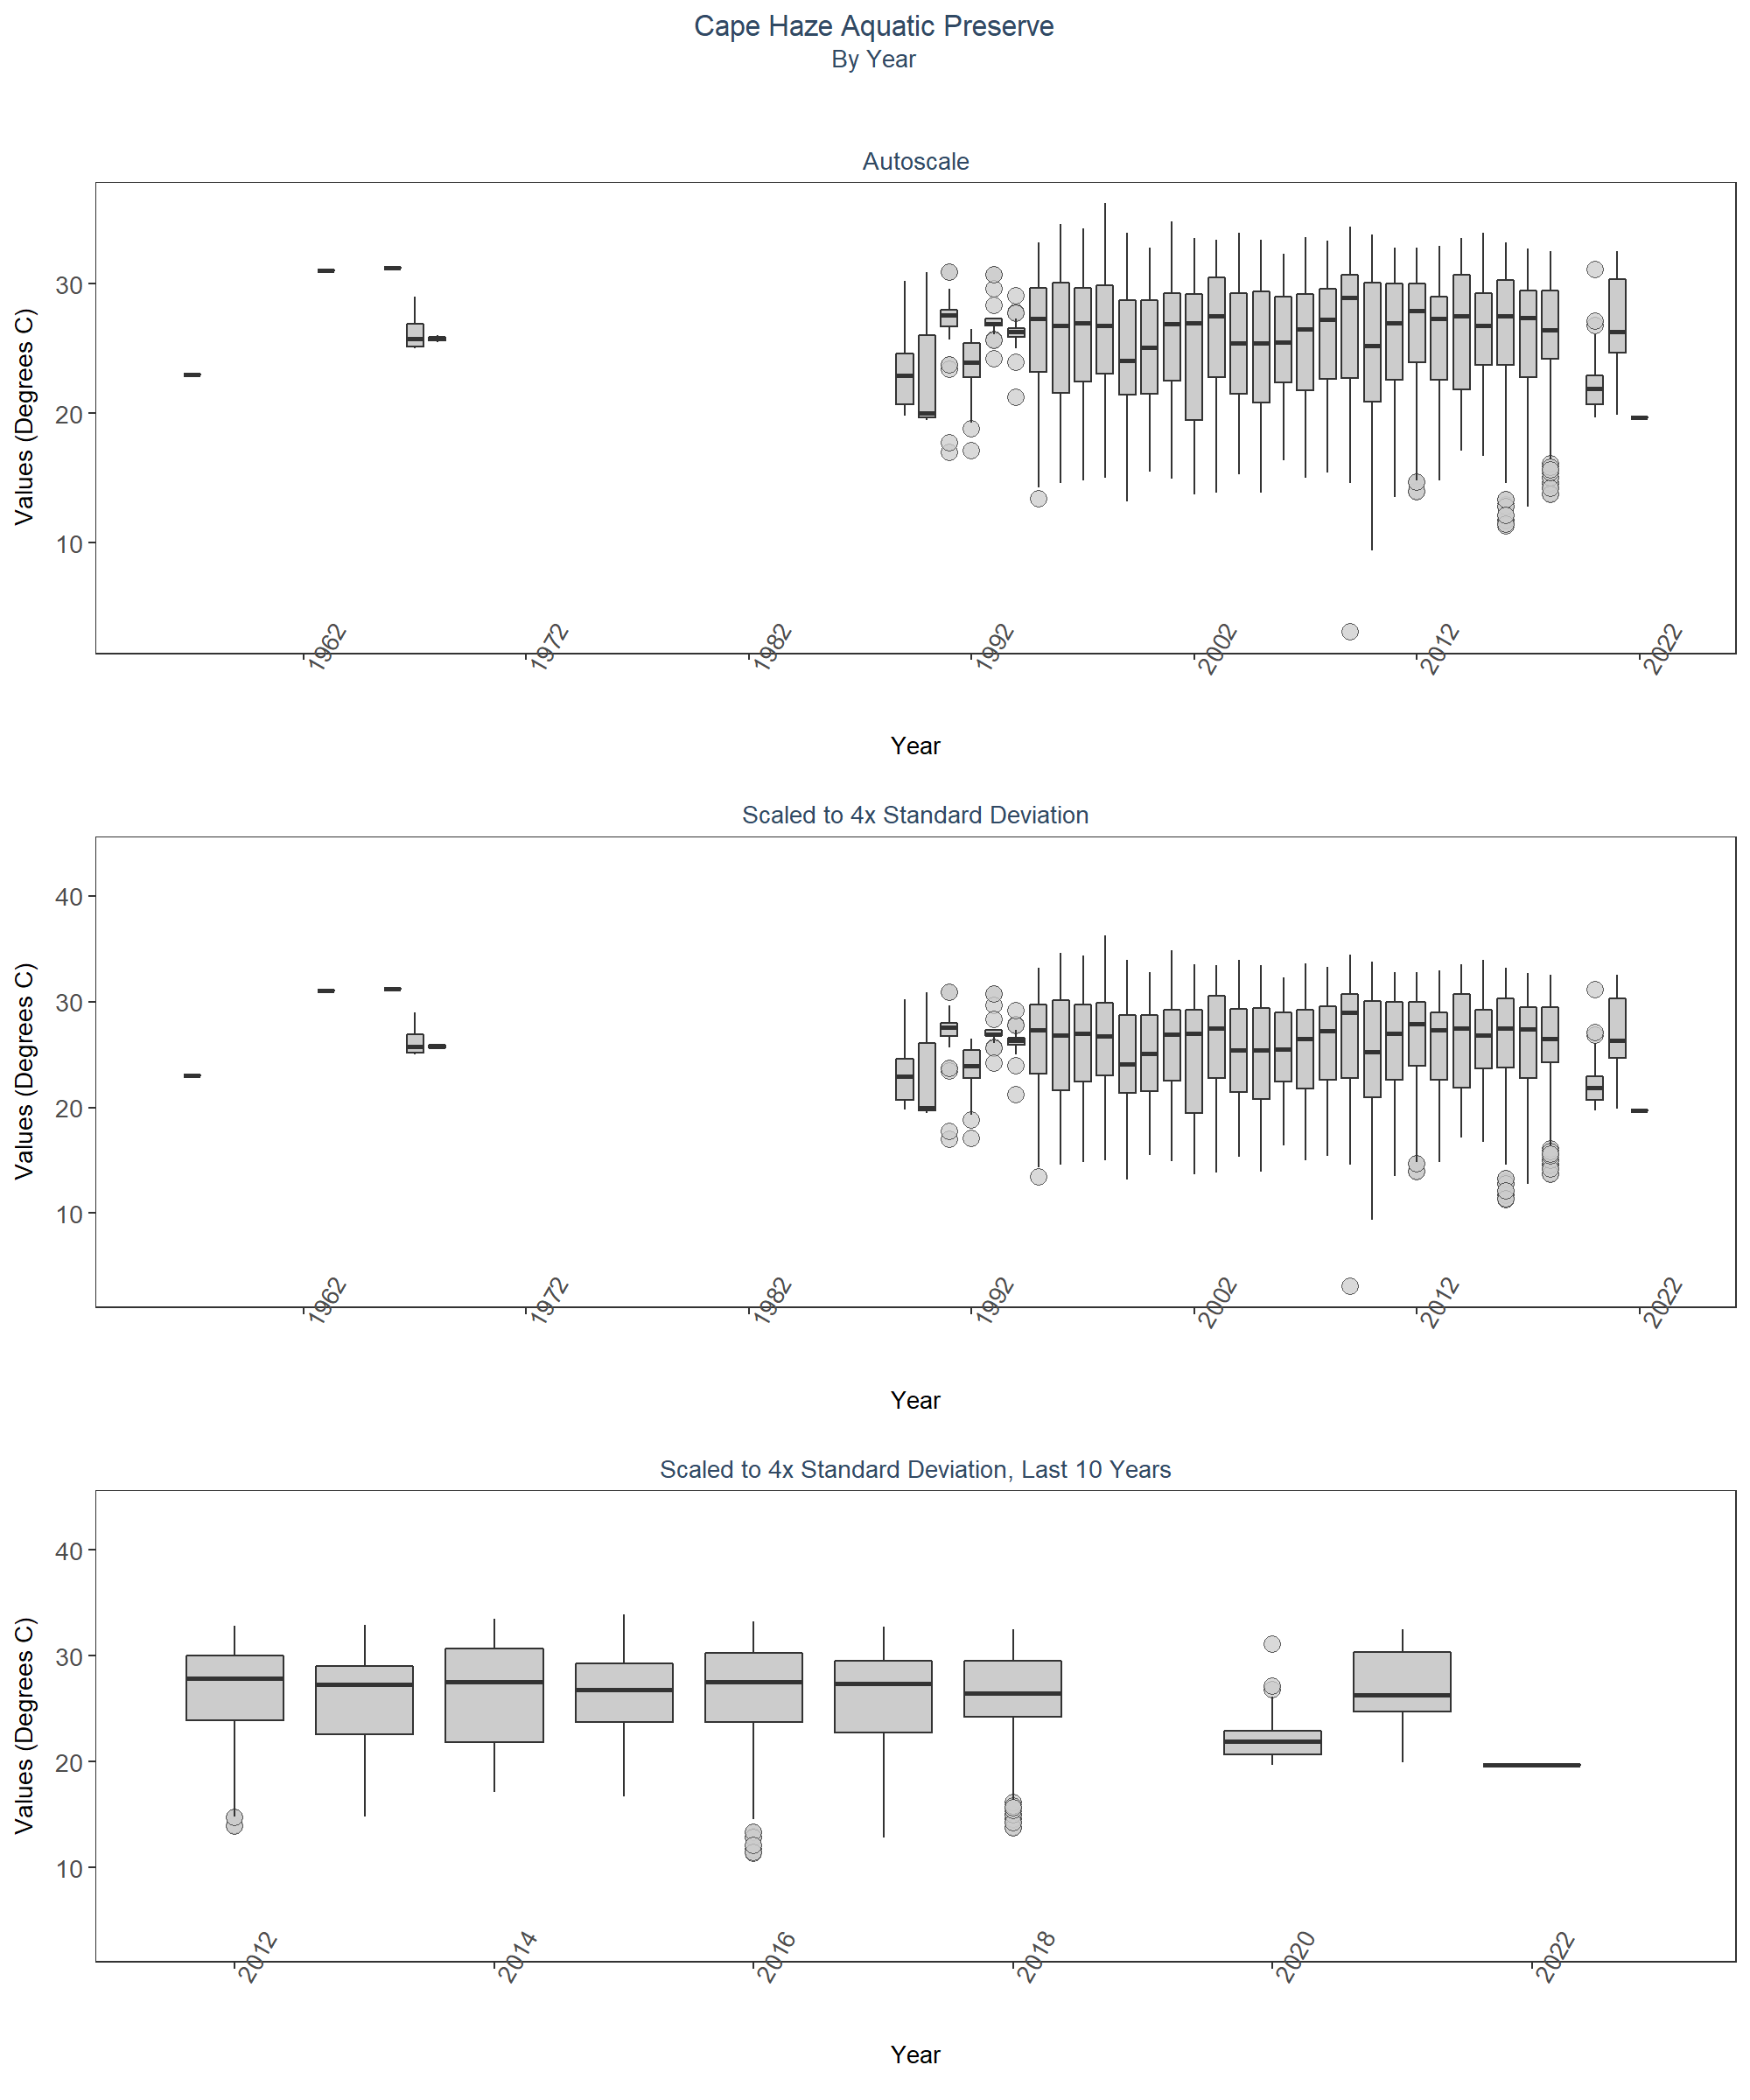 Cape Haze Aquatic Preserve
By Year
Autoscale
Values (Degrees C)
30
20
10
1962
1972
1982
1992
2002
2012
2022
Year
Scaled to 4x Standard Deviation
Values (Degrees C)
40
30
20
10
1962
1972
1982
1992
2002
2012
2022
Year
Scaled to 4x Standard Deviation, Last 10 Years
Values (Degrees C)
40
30
20
10
2012
2014
2016
2018
2020
2022
Year